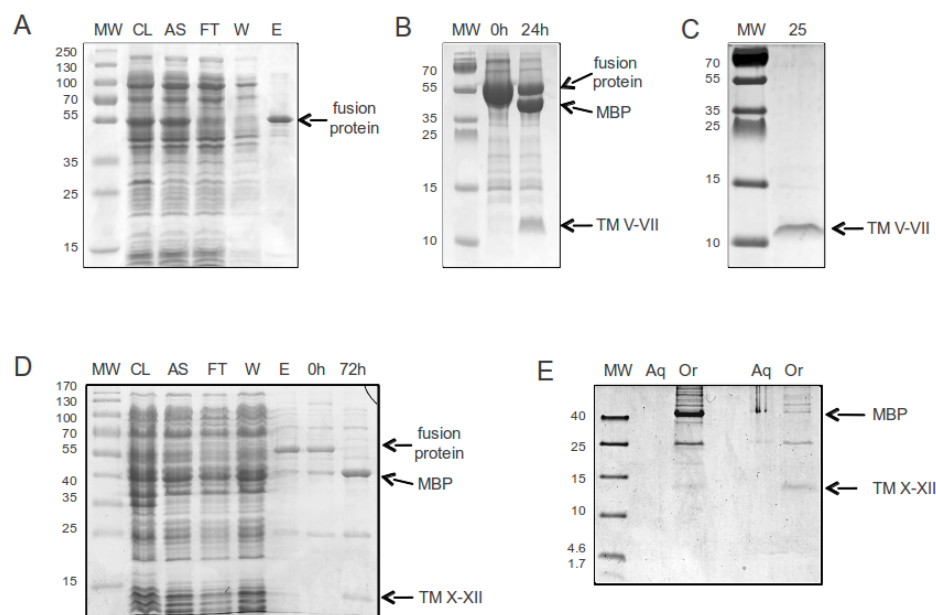 A
MW CL AS FT W E
250
130
100
70
55
35
25
15
fusion
protein
B
MW 0h 24h
70
55
35
25
15
10
fusion
protein
MBP
TM V-VII
C
MW 25
70
55
35
25
15
10
TM V-VII
D
MW CL AS FT W E 0h 72h
170
130
100
70
55
40
35
25
15
fusion
protein
MBP
TM X-XII
E
MW Aq Or Aq Or
40
25
15
10
4.6
1.7
MBP
TM X-XII